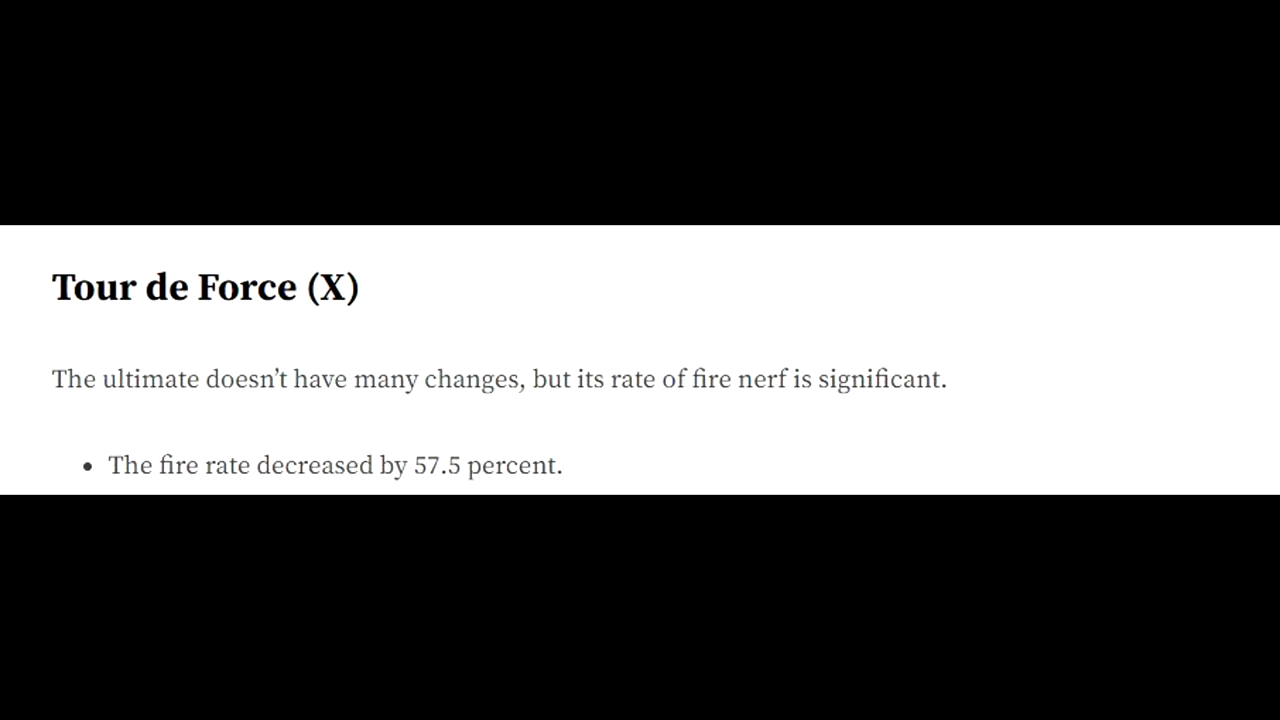 Tour de Force (X)
The ultimate doesn’t have many changes, but its rate of fire nerf is significant.
• The fire rate decreased by 57.5 percent.